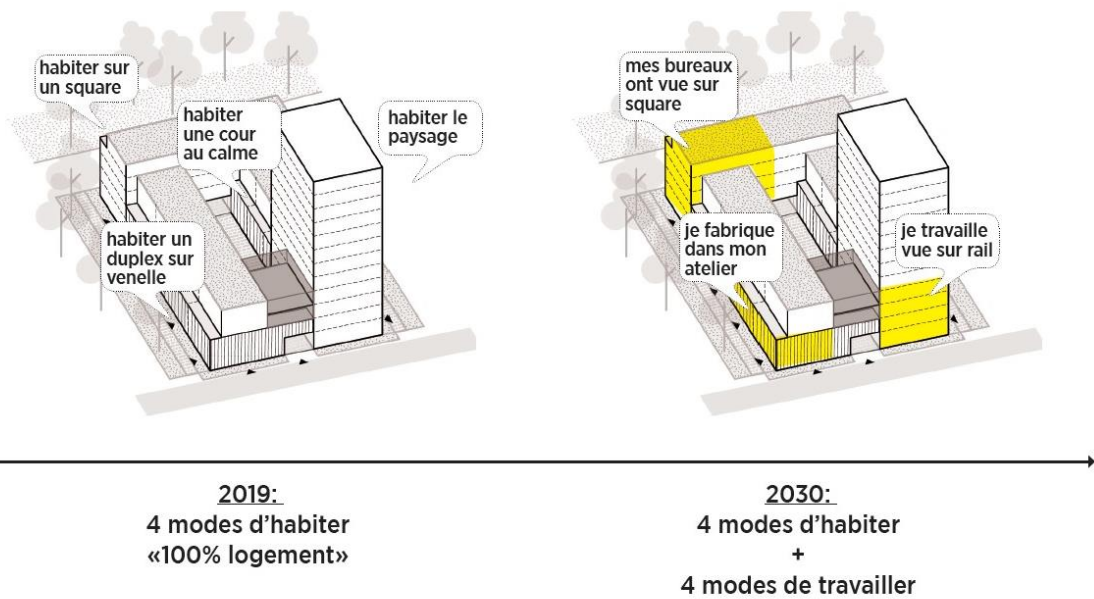 habiter sur
un square
habiter
une cour
au calme
habiter le
paysage
habiter un
duplex sur
venelle
mes bureaux
ont vue sur
square
je fabrique
dans mon
atelier
je travaille
vue sur rail
2019:
4 modes d’habiter
«100% logement»
2030:
4 modes d’habiter
+
4 modes de travailler